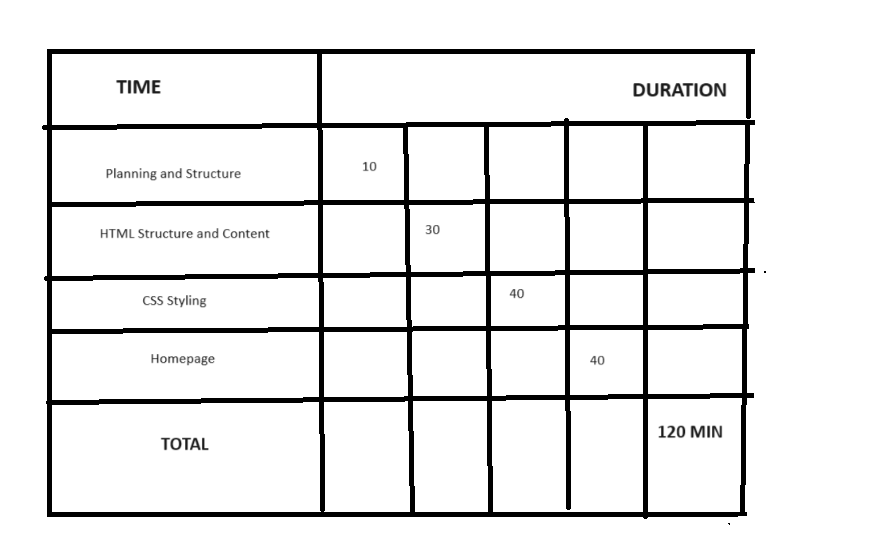 TIME
DURATION
Planning and Structure
10
HTML Structure and Content
30
CSS Styling
40
Homepage
40
TOTAL
120 MIN